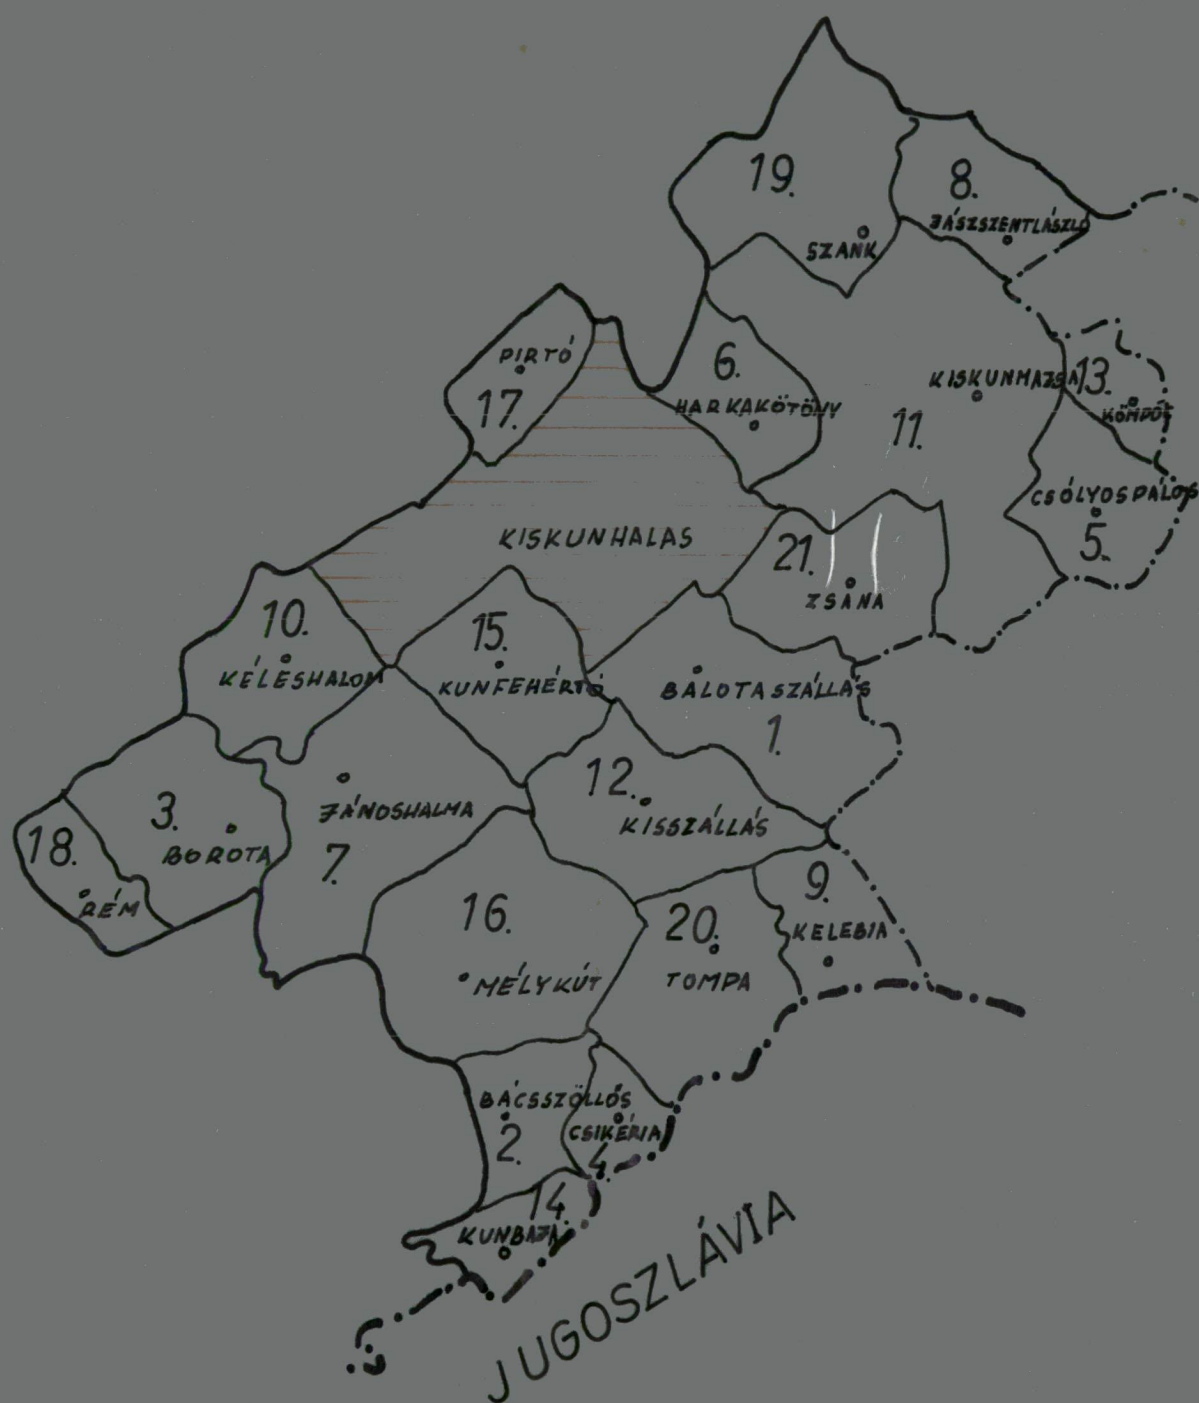 19.
8.
JÁSZSZENTLÁSZLÓ
SZANK
PIRTÓ
17.
6.
HARKAKÖTÖNY
KISKUNMAJSA
11.
13.
KÖMPÖC
CSÓLYOSPÁLOS
5.
KISKUNHALAS
21.
ZSANA
10.
KÉLESHALOM
15.
KUNFEHÉRTÓ
BALOTASZÁLLÁS
1.
12.
KISSZÁLLÁS
JÁNOSHALMA
7.
3.
BOROTA
18.
RÉM
16.
MÉLYKÚT
20.
TOMPA
9.
KELEBIA
BÁCSSZÖLLŐS
2.
CSIKÉRIA
4.
14.
KUNBAJA
JUGOSZLÁVIA